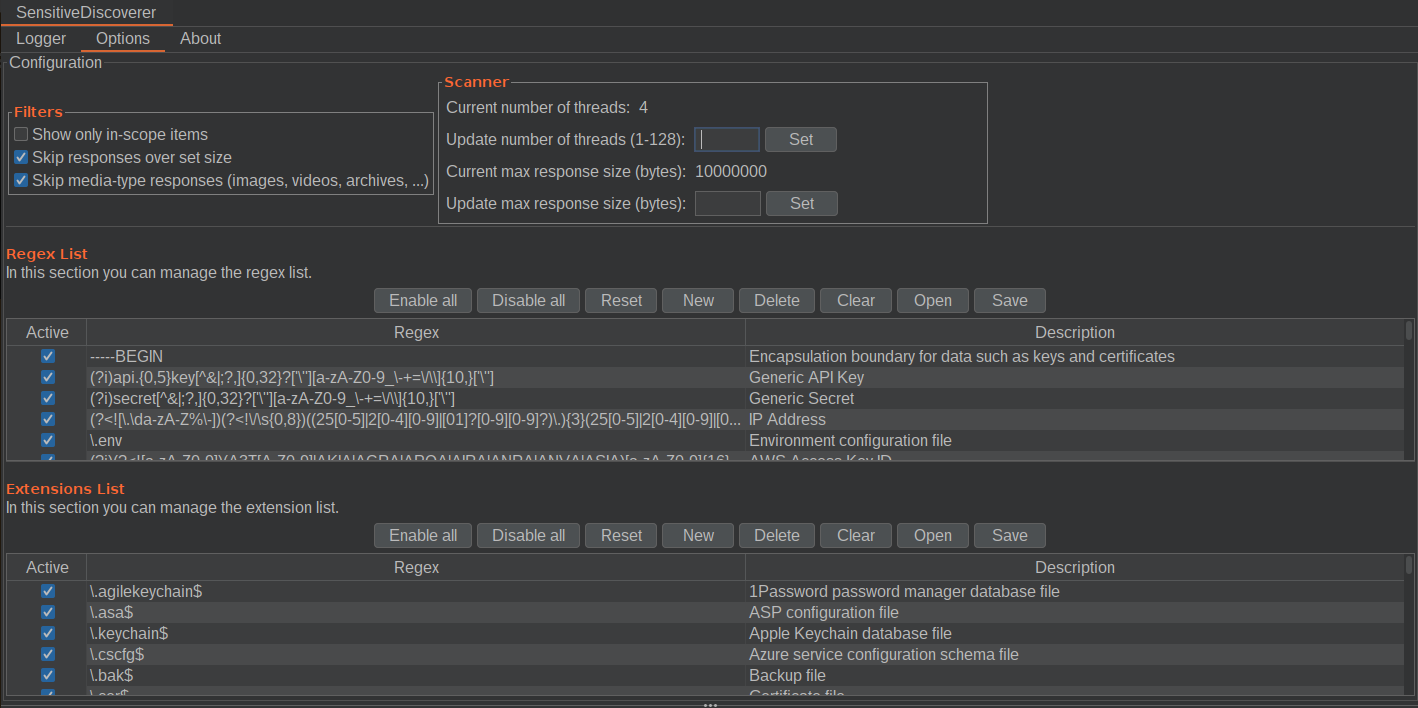 SensitiveDiscoverer
Logger Options About
Configuration
Filters
Show only in-scope items
Skip responses over set size
Skip media-type responses (images, videos, archives, ...)
Scanner
Current number of threads: 4
Update number of threads (1-128): Set
Current max response size (bytes): 10000000
Update max response size (bytes): Set
Regex List
In this section you can manage the regex list.
Enable all Disable all Reset New Delete Clear Open Save
Active Regex Description
-----BEGIN Encapsulation boundary for data such as keys and certificates
(?i)api.{0,5}key[^&|;?,]{0,32}?['\"][a-zA-Z0-9_\-+=\/\\]{10,}['\"] Generic API Key
(?i)secret[^&|;?,]{0,32}?['\"][a-zA-Z0-9_\-+=\/\\]{10,}['\"] Generic Secret
(?<![\.\da-zA-Z%\-])(?<!\/\s{0,8})((25[0-5]|2[0-4][0-9]|[01]?[0-9][0-9]?)\.){3}(25[0-5]|2[0-4][0-9]|[0... IP Address
\.env Environment configuration file
AWS Access Key ID
Extensions List
In this section you can manage the extension list.
Enable all Disable all Reset New Delete Clear Open Save
Active Regex Description
\.agilekeychain$ 1Password password manager database file
\.asa$ ASP configuration file
\.keychain$ Apple Keychain database file
\.cscfg$ Azure service configuration schema file
\.bak$ Backup file
\.cer$ Certificate file